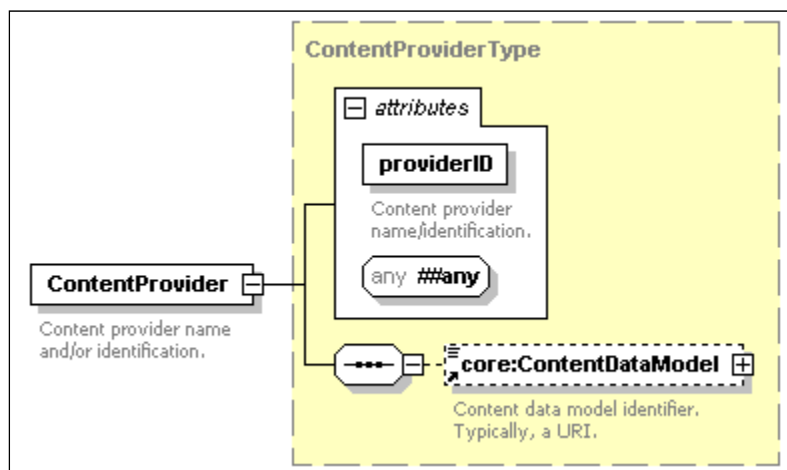 ContentProviderType
attributes
providerID
Content provider
name/identification.
any ##any
ContentProvider
Content provider name
and/or identification.
core:ContentDataModel
Content data model identifier.
Typically, a URI.